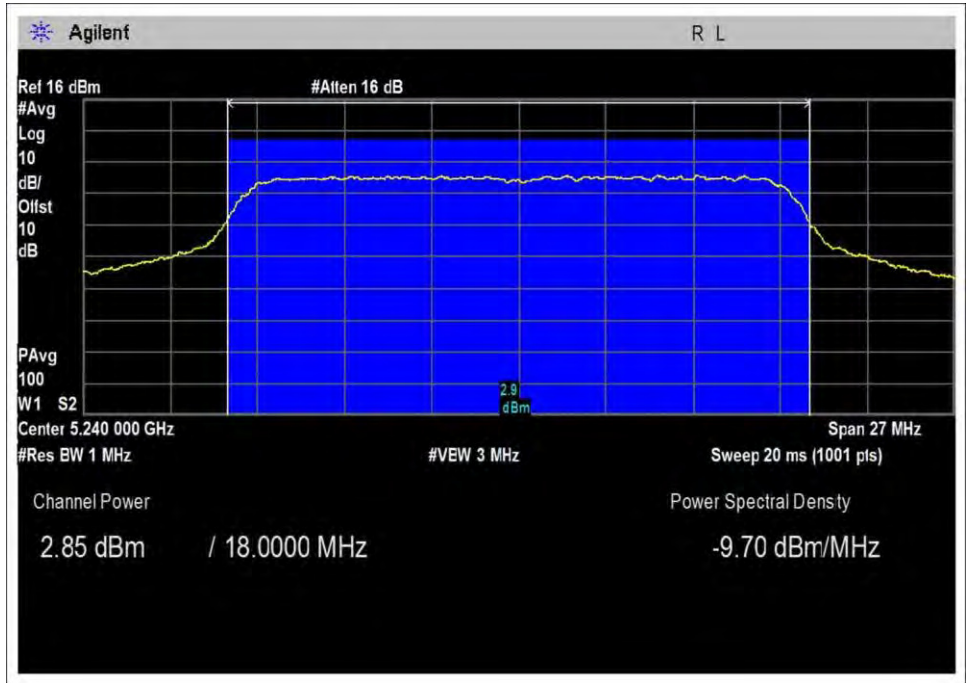 Agilent
R L
Ref 16 dBm
#Atten 16 dB
#Avg
Log
10
dB/
Offst
10
dB
PAvg
100
W1 S2
2.9
dBm
Center 5.240 000 GHz
Span 27 MHz
#Res BW 1 MHz
#VBW 3 MHz
Sweep 20 ms (1001 pts)
Channel Power
Power Spectral Density
2.85 dBm / 18.0000 MHz
-9.70 dBm/MHz